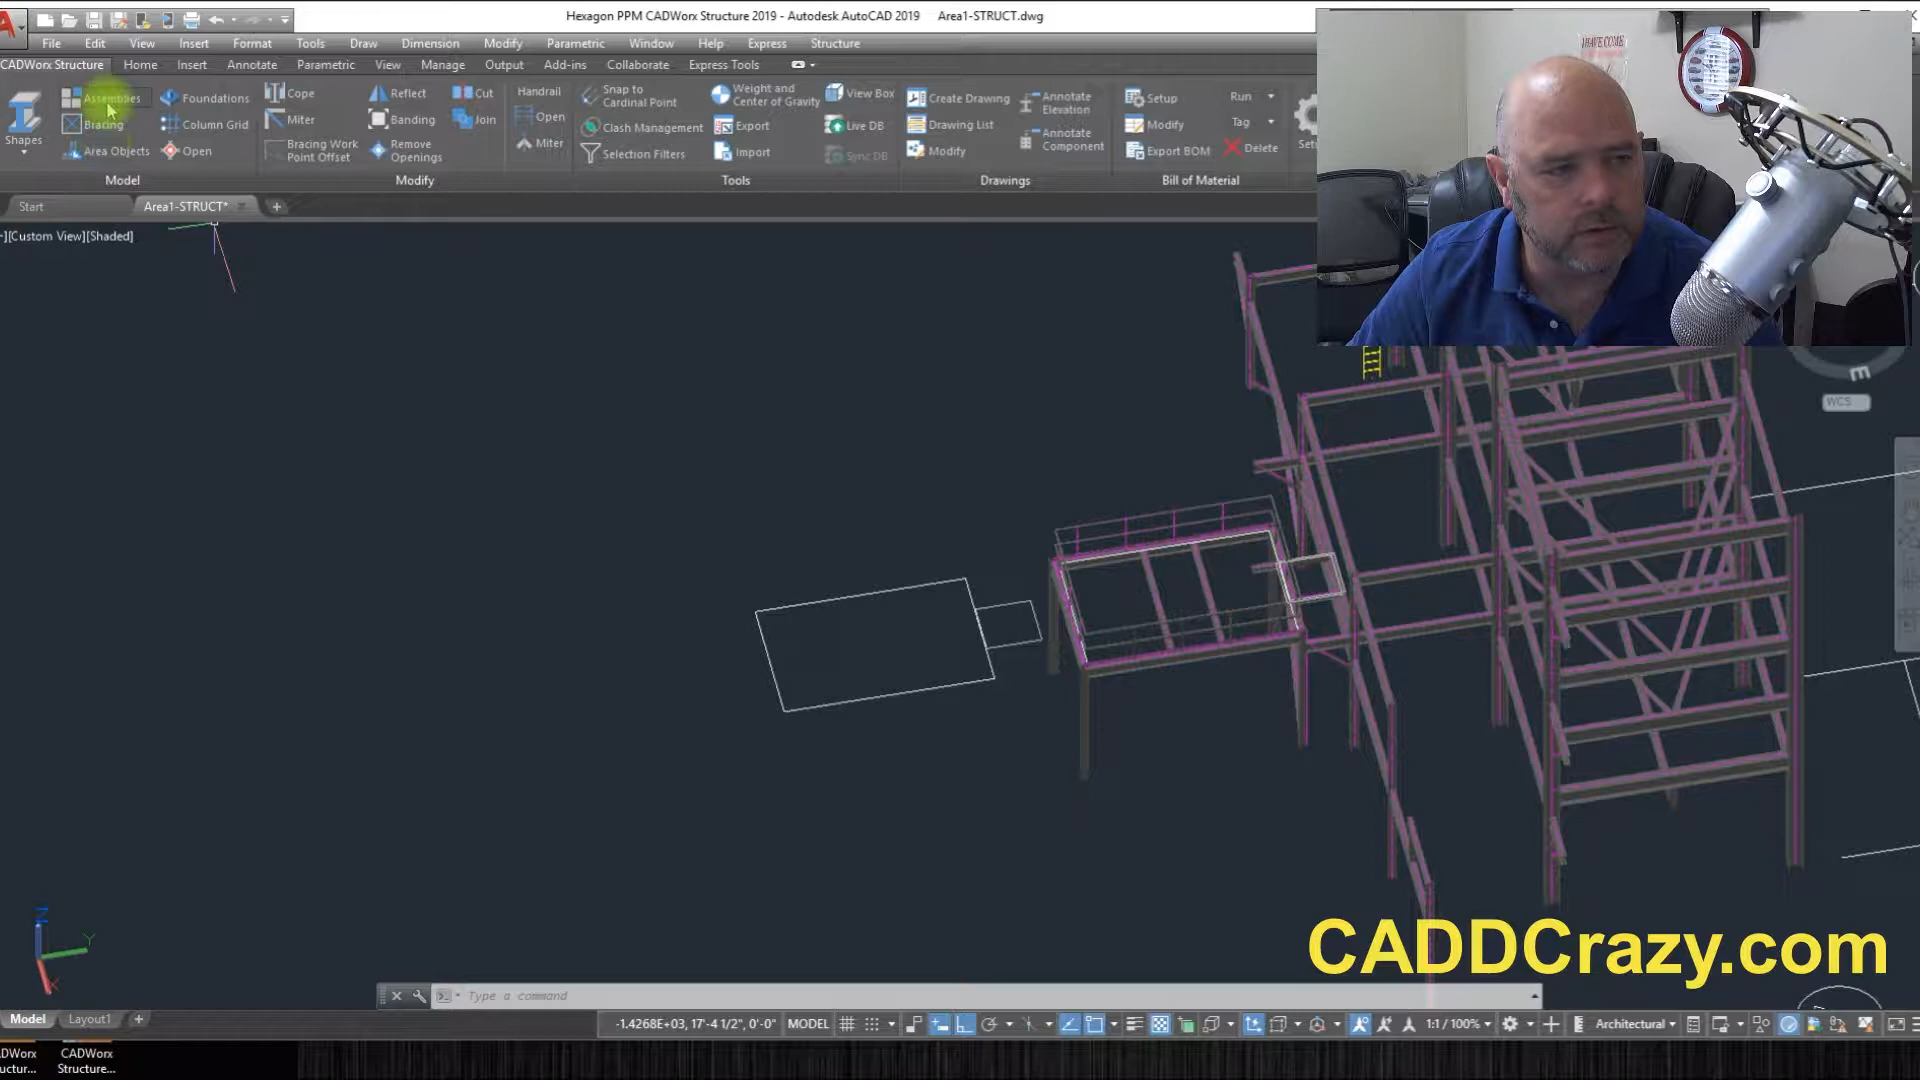 Hexagon PPM CADWorx Structure 2019 - Autodesk AutoCAD 2019 Area1-STRUCT.dwg
File Edit View Insert Format Tools Draw Dimension Modify Parametric Window Help Express Structure
CADWorx Structure Home Insert Annotate Parametric View Manage Output Add-ins Collaborate Express Tools
Shapes
Assemblies
Bracing
Area Objects
Foundations
Column Grid
Open
Model
Cope
Miter
Bracing Work
Point Offset
Reflect
Banding
Remove
Openings
Cut
Join
Modify
Handrail
Open
Miter
Snap to
Cardinal Point
Clash Management
Selection Filters
Weight and
Center of Gravity
Export
Import
View Box
Live DB
Sync DB
Tools
Create Drawing
Drawing List
Modify
Annotate
Elevation
Annotate
Component
Drawings
Setup
Modify
Export BOM
Run
Tag
Delete
Bill of Material
Start Area1-STRUCT*
[Custom View][Shaded]
I HAVE COME
E
WCS
Z
Y
X
CADDCrazy.com
Type a command
Model Layout1
-1.4268E+03, 17'-4 1/2", 0'-0" MODEL 1:1 / 100% Architectural
CADWorx
Structure...